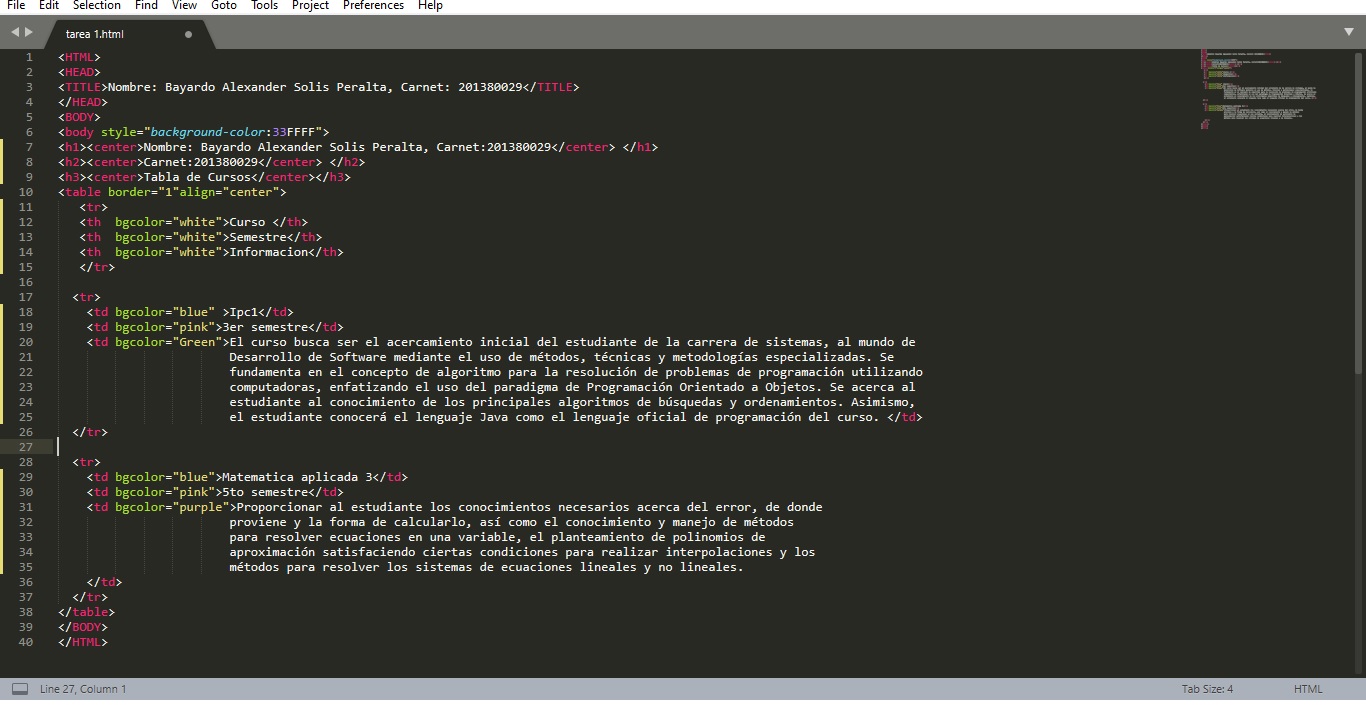 File Edit Selection Find View Goto Tools Project Preferences Help
tarea 1.html
1 <HTML>
2 <HEAD>
3 <TITLE>Nombre: Bayardo Alexander Solis Peralta, Carnet: 201380029</TITLE>
4 </HEAD>
5 <BODY>
6 <body style="background-color:33FFFF">
7 <h1><center>Nombre: Bayardo Alexander Solis Peralta, Carnet:201380029</center> </h1>
8 <h2><center>Carnet:201380029</center> </h2>
9 <h3><center>Tabla de Cursos</center></h3>
10 <table border="1"align="center">
11 <tr>
12 <th  bgcolor="white">Curso </th>
13 <th  bgcolor="white">Semestre</th>
14 <th  bgcolor="white">Informacion</th>
15 </tr>
16
17 <tr>
18 <td bgcolor="blue" >Ipc1</td>
19 <td bgcolor="pink">3er semestre</td>
20 <td bgcolor="Green">El curso busca ser el acercamiento inicial del estudiante de la carrera de sistemas, al mundo de
21 Desarrollo de Software mediante el uso de métodos, técnicas y metodologías especializadas. Se
22 fundamenta en el concepto de algoritmo para la resolución de problemas de programación utilizando
23 computadoras, enfatizando el uso del paradigma de Programación Orientado a Objetos. Se acerca al
24 estudiante al conocimiento de los principales algoritmos de búsquedas y ordenamientos. Asimismo,
25 el estudiante conocerá el lenguaje Java como el lenguaje oficial de programación del curso. </td>
26 </tr>
27
28 <tr>
29 <td bgcolor="blue">Matematica aplicada 3</td>
30 <td bgcolor="pink">5to semestre</td>
31 <td bgcolor="purple">Proporcionar al estudiante los conocimientos necesarios acerca del error, de donde
32 proviene y la forma de calcularlo, así como el conocimiento y manejo de métodos
33 para resolver ecuaciones en una variable, el planteamiento de polinomios de
34 aproximación satisfaciendo ciertas condiciones para realizar interpolaciones y los
35 métodos para resolver los sistemas de ecuaciones lineales y no lineales.
36 </td>
37 </tr>
38 </table>
39 </BODY>
40 </HTML>
Line 27, Column 1 Tab Size: 4 HTML